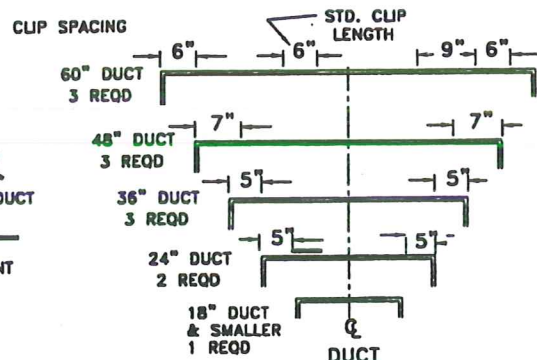 CLIP SPACING
STD. CLIP
LENGTH
6" 6" 9" 6"
60" DUCT
3 REQD
7" 7"
48" DUCT
3 REQD
DUCT
5" 5"
36" DUCT
3 REQD
NT
5" 5"
24" DUCT
2 REQD
18" DUCT
& SMALLER
1 REQD
℄
DUCT